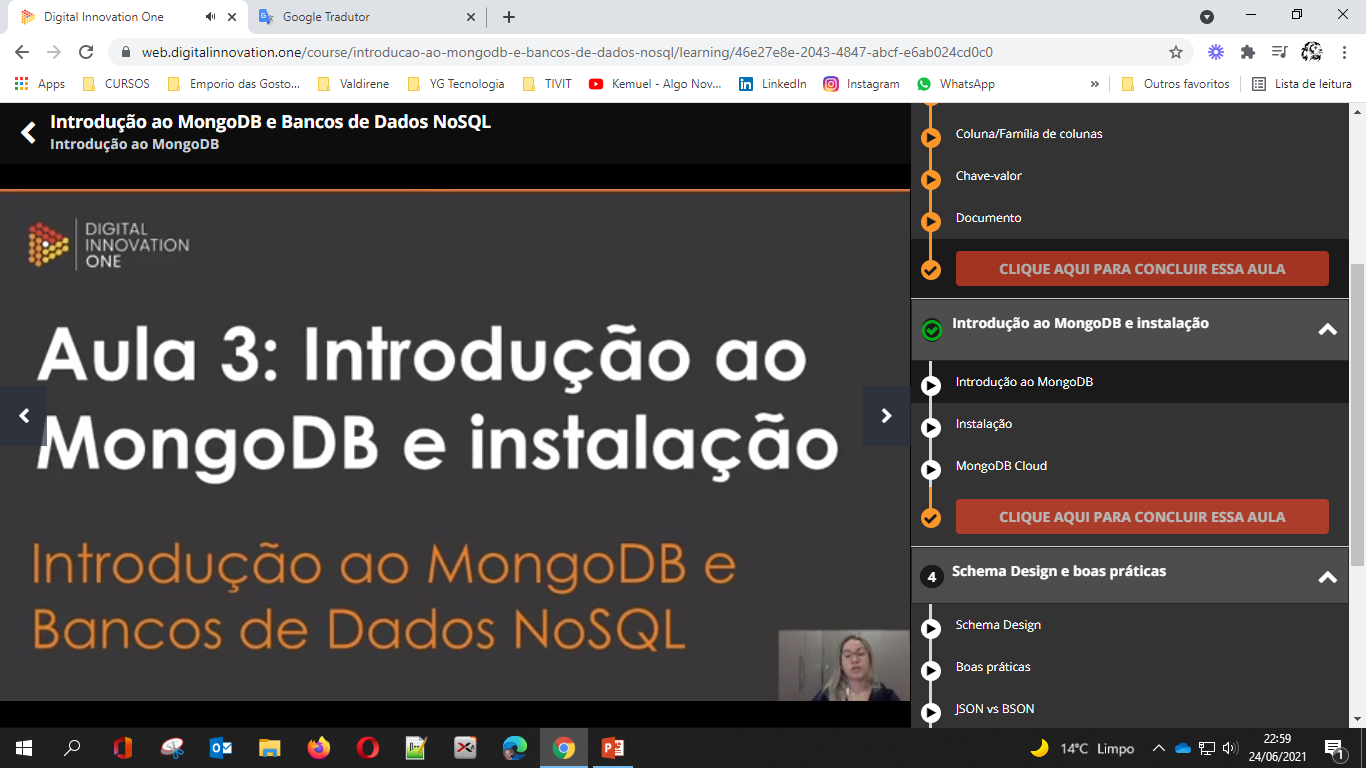 Digital Innovation One
Google Tradutor
web.digitalinnovation.one/course/introducao-ao-mongodb-e-bancos-de-dados-nosql/learning/46e27e8e-2043-4847-abcf-e6ab024cd0c0
Apps
CURSOS
Emporio das Gosto...
Valdirene
YG Tecnologia
TIVIT
Kemuel - Algo Nov...
LinkedIn
Instagram
WhatsApp
»
Outros favoritos
Lista de leitura
Introdução ao MongoDB e Bancos de Dados NoSQL
Introdução ao MongoDB
DIGITAL
INNOVATION
ONE
Aula 3: Introdução ao
MongoDB e instalação
Introdução ao MongoDB e
Bancos de Dados NoSQL
Coluna/Família de colunas
Chave-valor
Documento
CLIQUE AQUI PARA CONCLUIR ESSA AULA
Introdução ao MongoDB e instalação
Introdução ao MongoDB
Instalação
MongoDB Cloud
CLIQUE AQUI PARA CONCLUIR ESSA AULA
4 Schema Design e boas práticas
Schema Design
Boas práticas
JSON vs BSON
14°C Limpo
22:59
24/06/2021
1